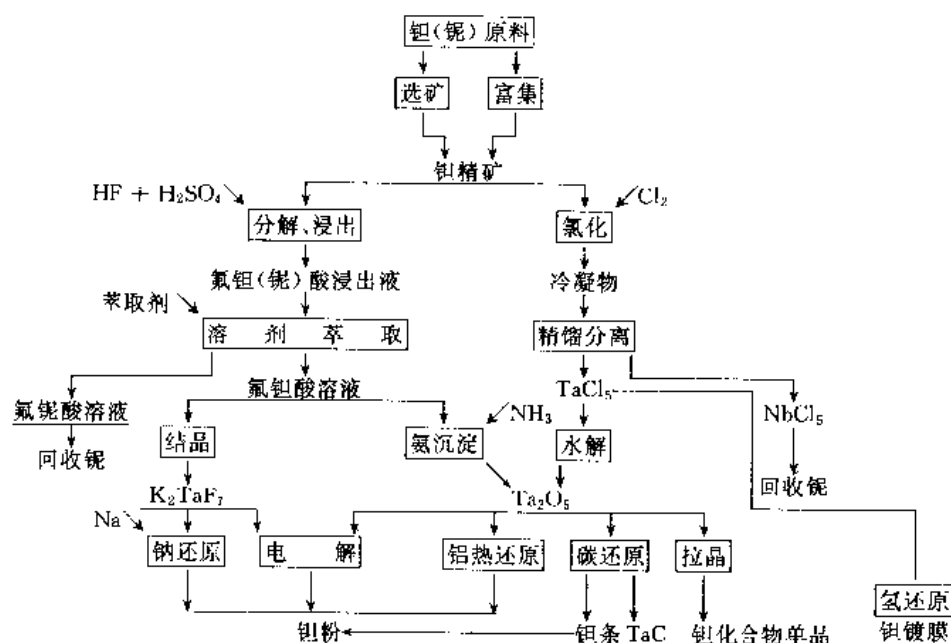 钽(铌)原料
选矿 富集
钽精矿
HF + H₂SO₄ Cl₂
分解、浸出 氯化
氟钽(铌)酸浸出液 冷凝物
萃取剂
溶剂萃取 精馏分离
氟钽酸溶液 TaCl₅
氟铌酸溶液 NH₃ NbCl₅
结晶 氨沉淀 水解
回收铌 回收铌
K₂TaF₇ Ta₂O₅
Na
钠还原 电解 铝热还原 碳还原 拉晶
氢还原
钽粉 钽条 TaC 钽化合物单晶 钽镀膜